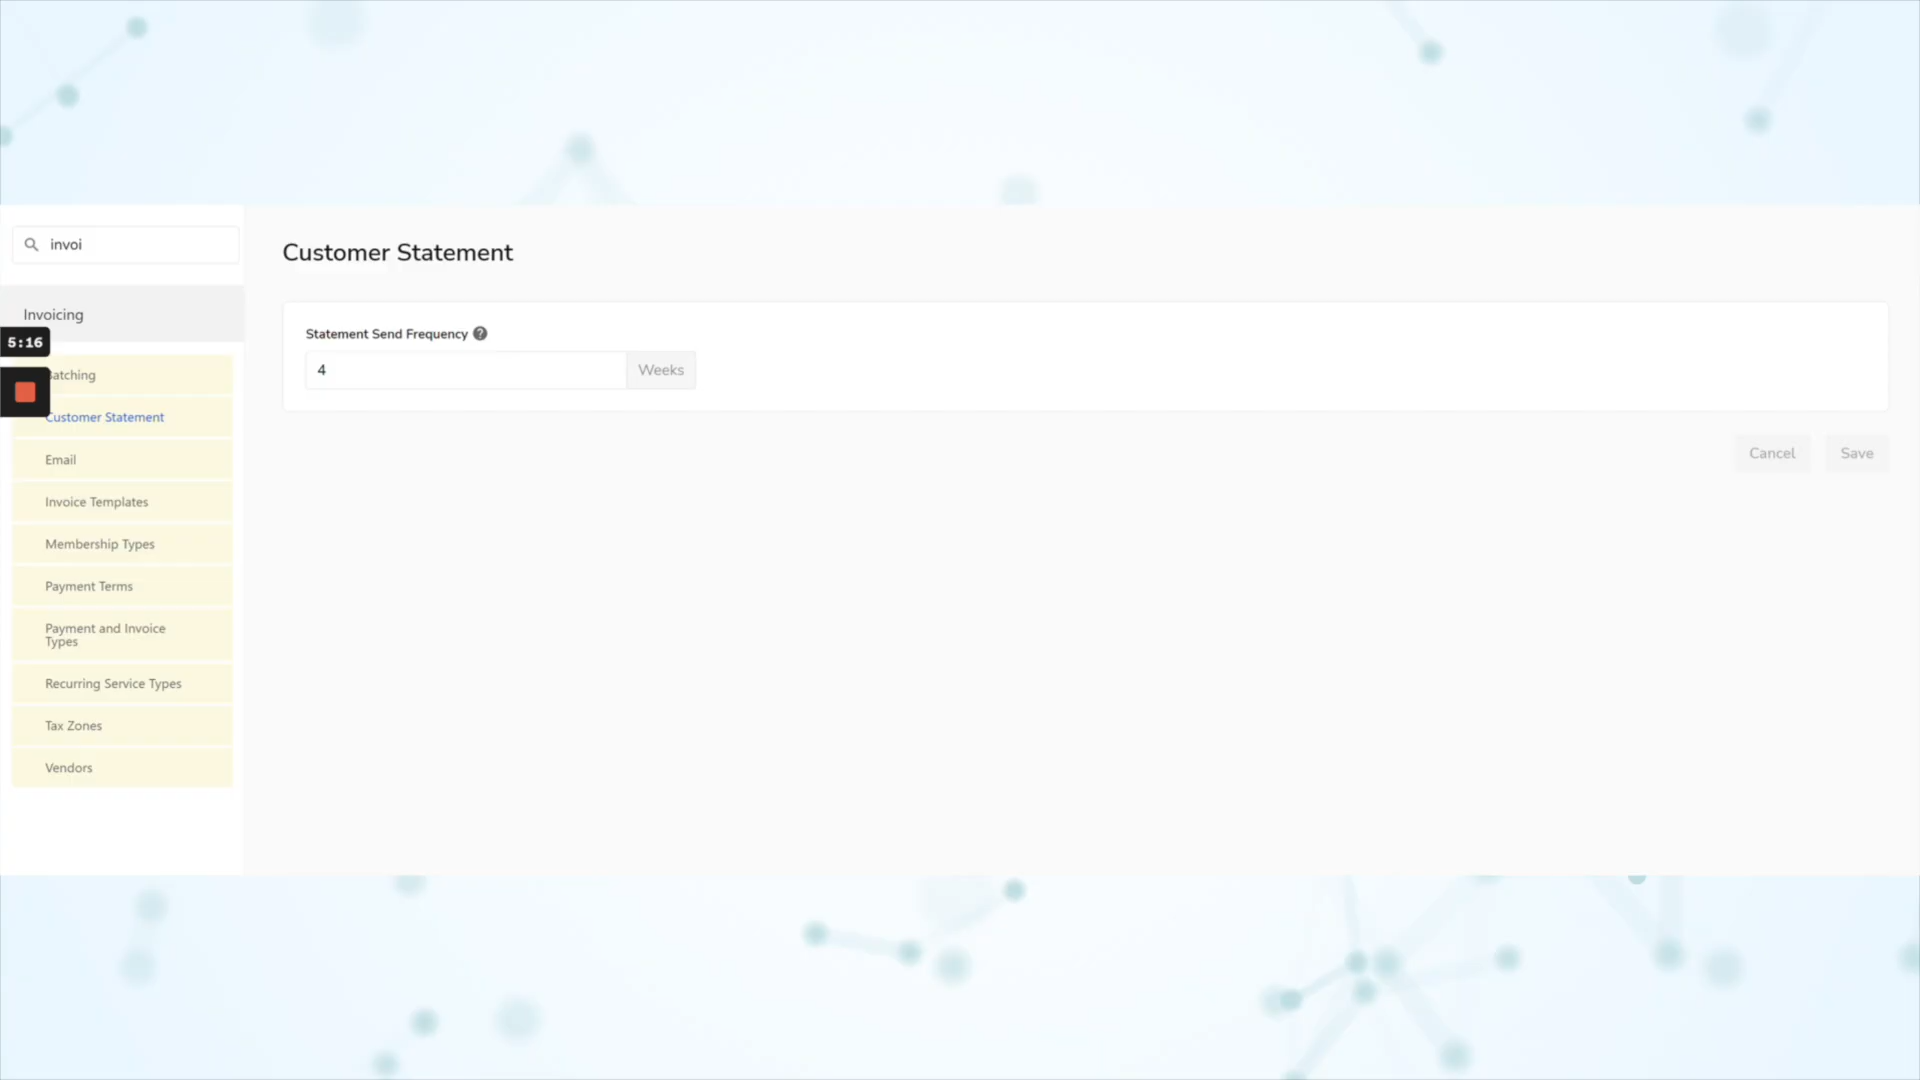 invoi
Invoicing
5:16
atching
Customer Statement
Email
Invoice Templates
Membership Types
Payment Terms
Payment and Invoice
Types
Recurring Service Types
Tax Zones
Vendors
Customer Statement
Statement Send Frequency ?
4 Weeks
Cancel Save